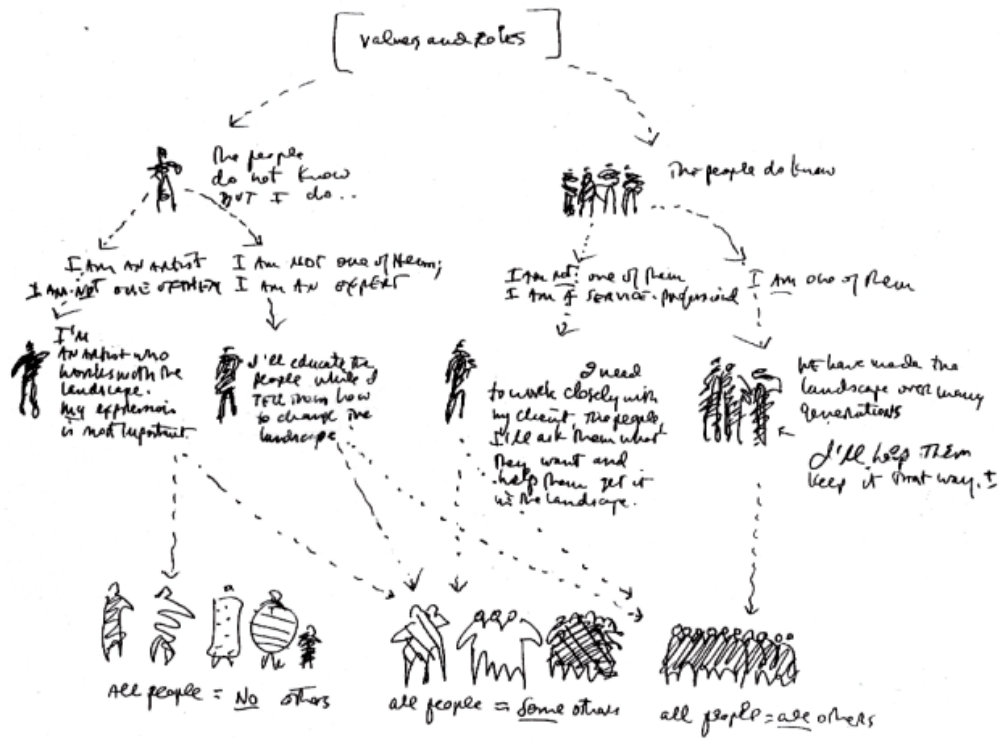 values and roles
The people
do not know
BUT I do...
The people do know
I AM AN ARTIST
I AM NOT ONE OF THEM
I AM NOT one of them;
I AM AN EXPERT
I AM NOT one of them
I AM A SERVICE-professional
I AM one of them
I'm
AN ARTIST who
works with the
landscape.
My expression
is most important.
I'll educate the
people while I
TELL them how
to change the
landscape
I need
to work closely with
my client, the people,
I'll ask them what
they want and
help them get it
in the landscape.
We have made the
landscape over many
generations
I'll help them
keep it that way.
All people = No others
all people = Some others
all people = all others